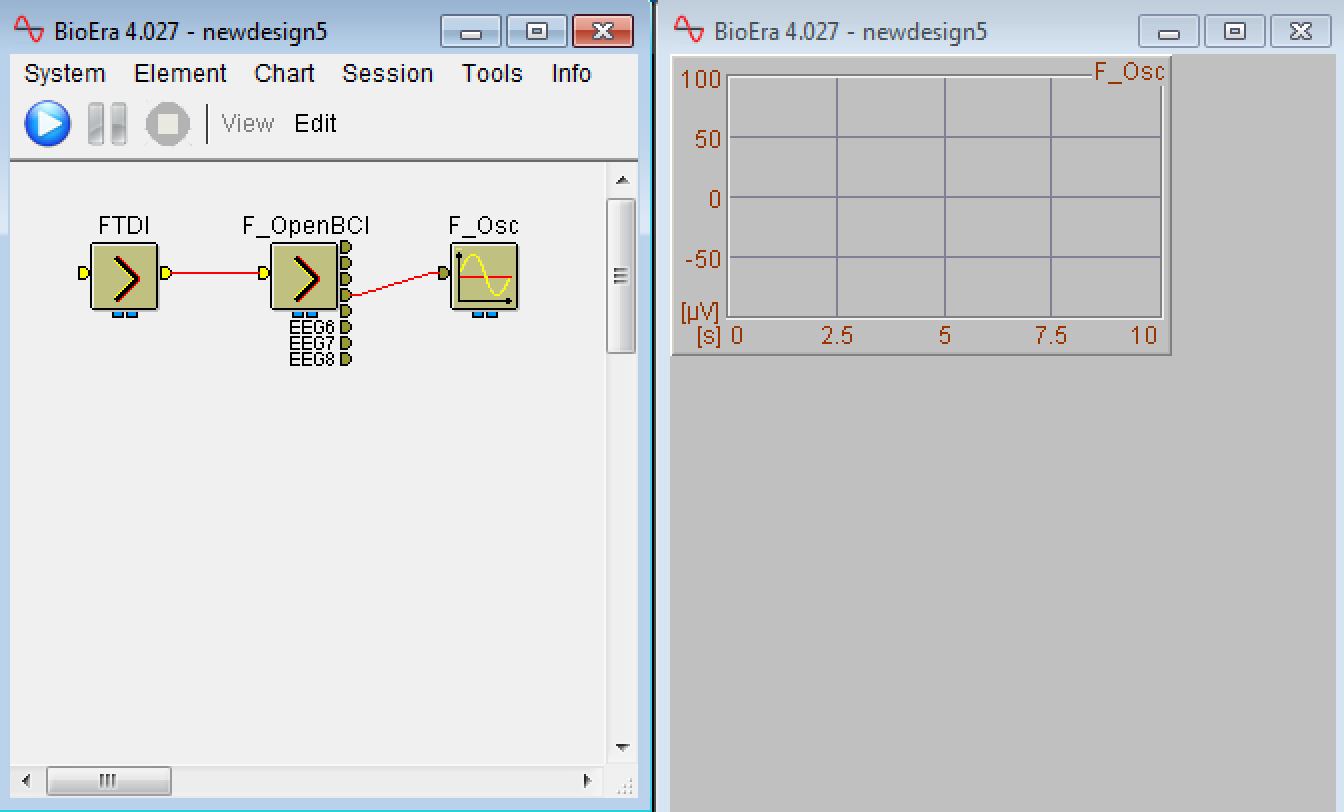 BioEra 4.027 - newdesign5
System Element Chart Session Tools Info
View Edit
FTDI F_OpenBCI F_Osc
EEG6
EEG7
EEG8
BioEra 4.027 - newdesign5
F_Osc
100
50
0
-50
[µV]
[s] 0 2.5 5 7.5 10